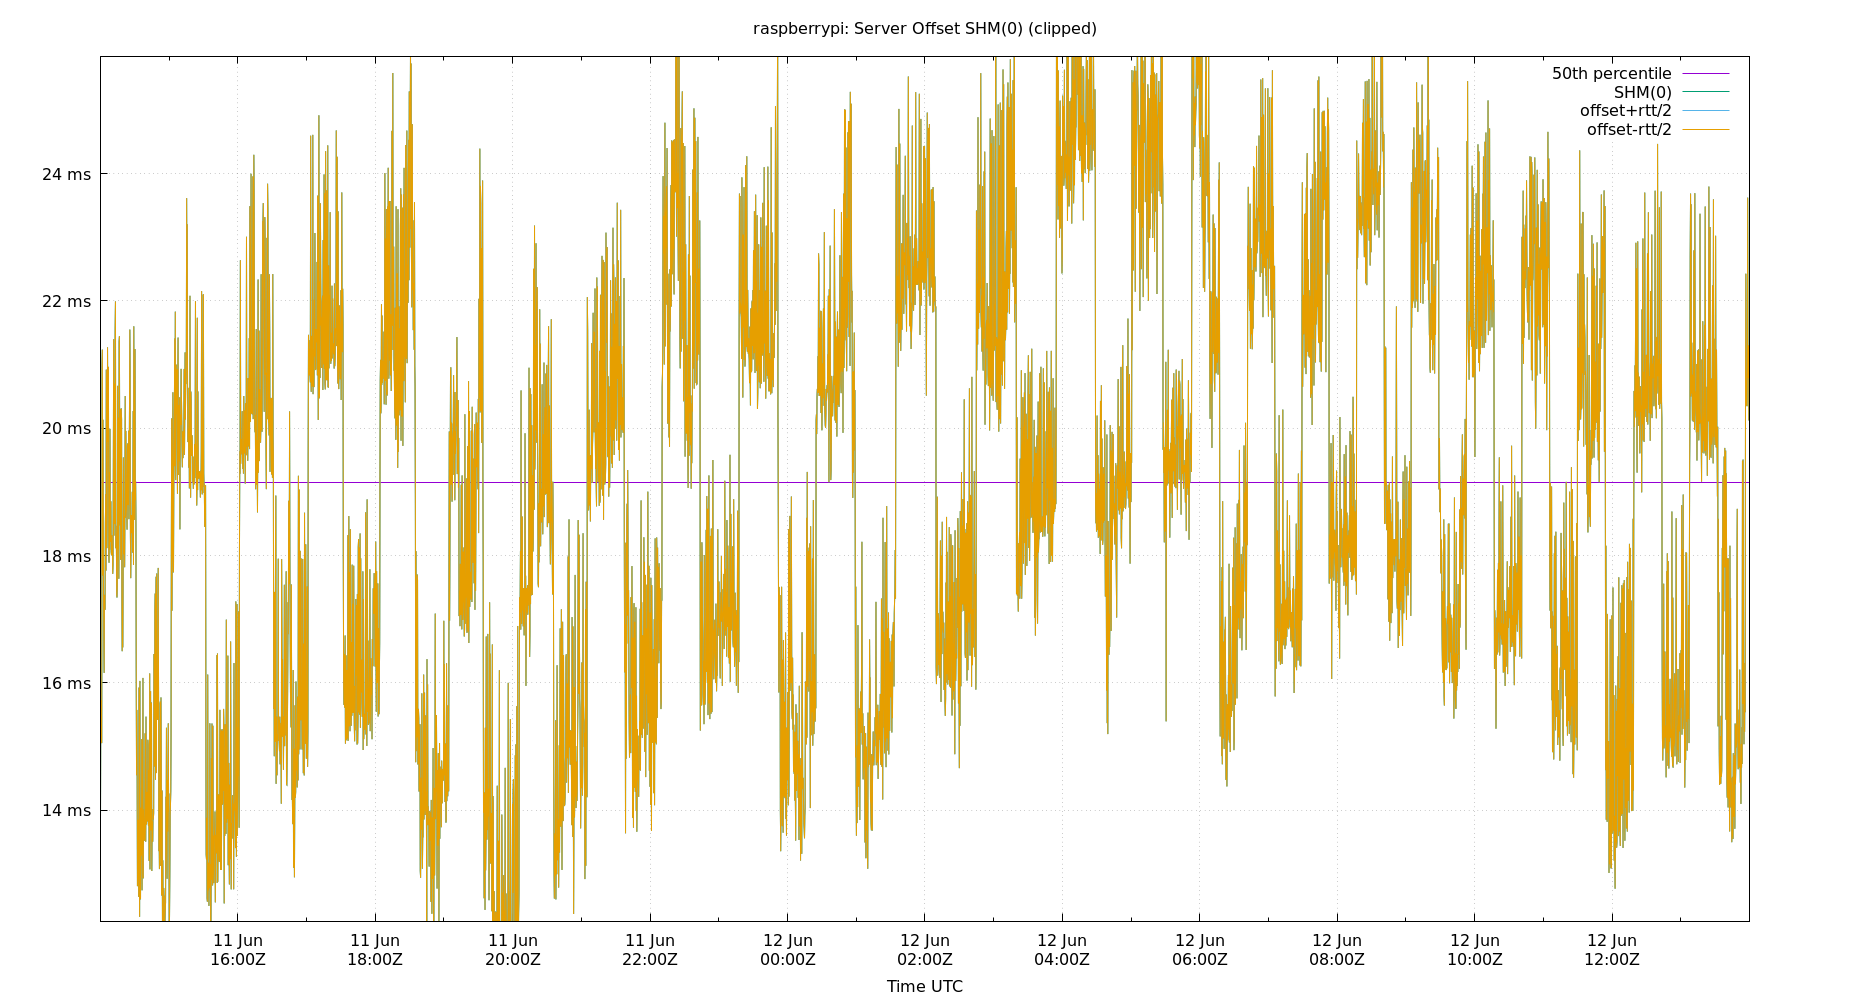 raspberrypi: Server Offset SHM(0) (clipped)
50th percentile
SHM(0)
offset+rtt/2
offset-rtt/2
24 ms
22 ms
20 ms
18 ms
16 ms
14 ms
11 Jun 11 Jun 11 Jun 11 Jun 12 Jun 12 Jun 12 Jun 12 Jun 12 Jun 12 Jun 12 Jun
16:00Z 18:00Z 20:00Z 22:00Z 00:00Z 02:00Z 04:00Z 06:00Z 08:00Z 10:00Z 12:00Z
Time UTC